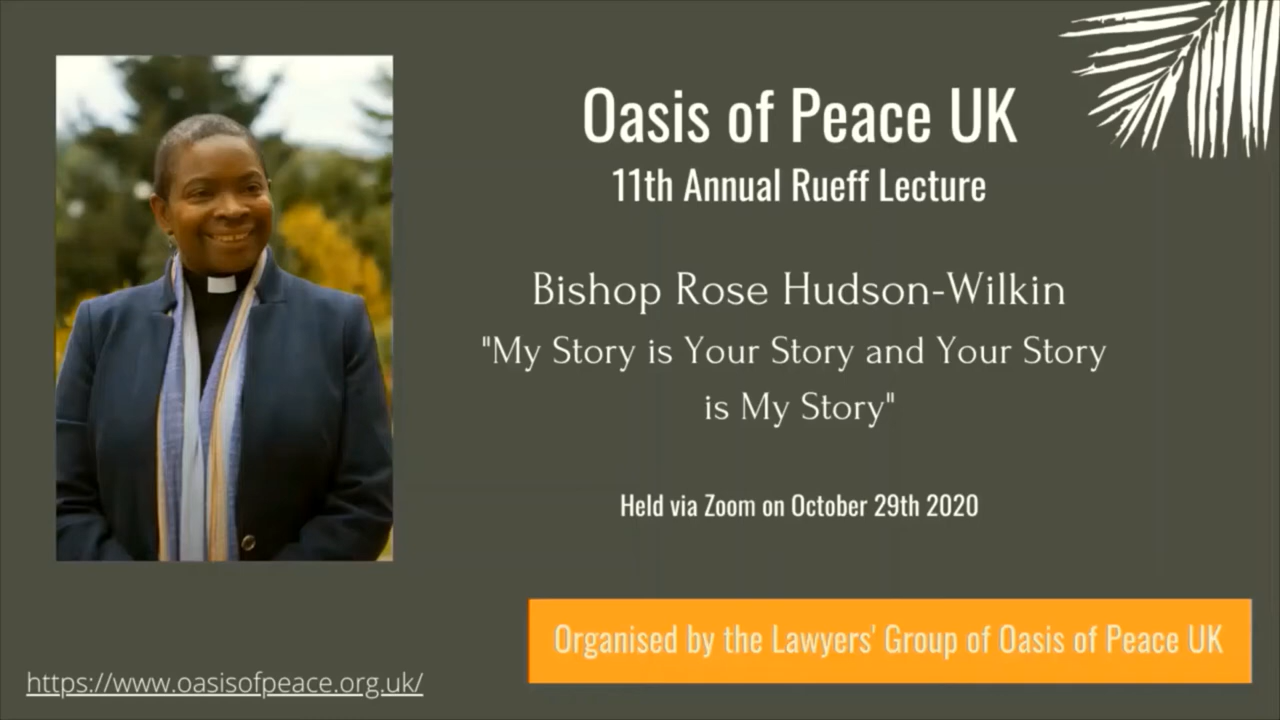 Oasis of Peace UK
11th Annual Rueff Lecture
Bishop Rose Hudson-Wilkin
"My Story is Your Story and Your Story
is My Story"
Held via Zoom on October 29th 2020
Organised by the Lawyers' Group of Oasis of Peace UK
https://www.oasisofpeace.org.uk/